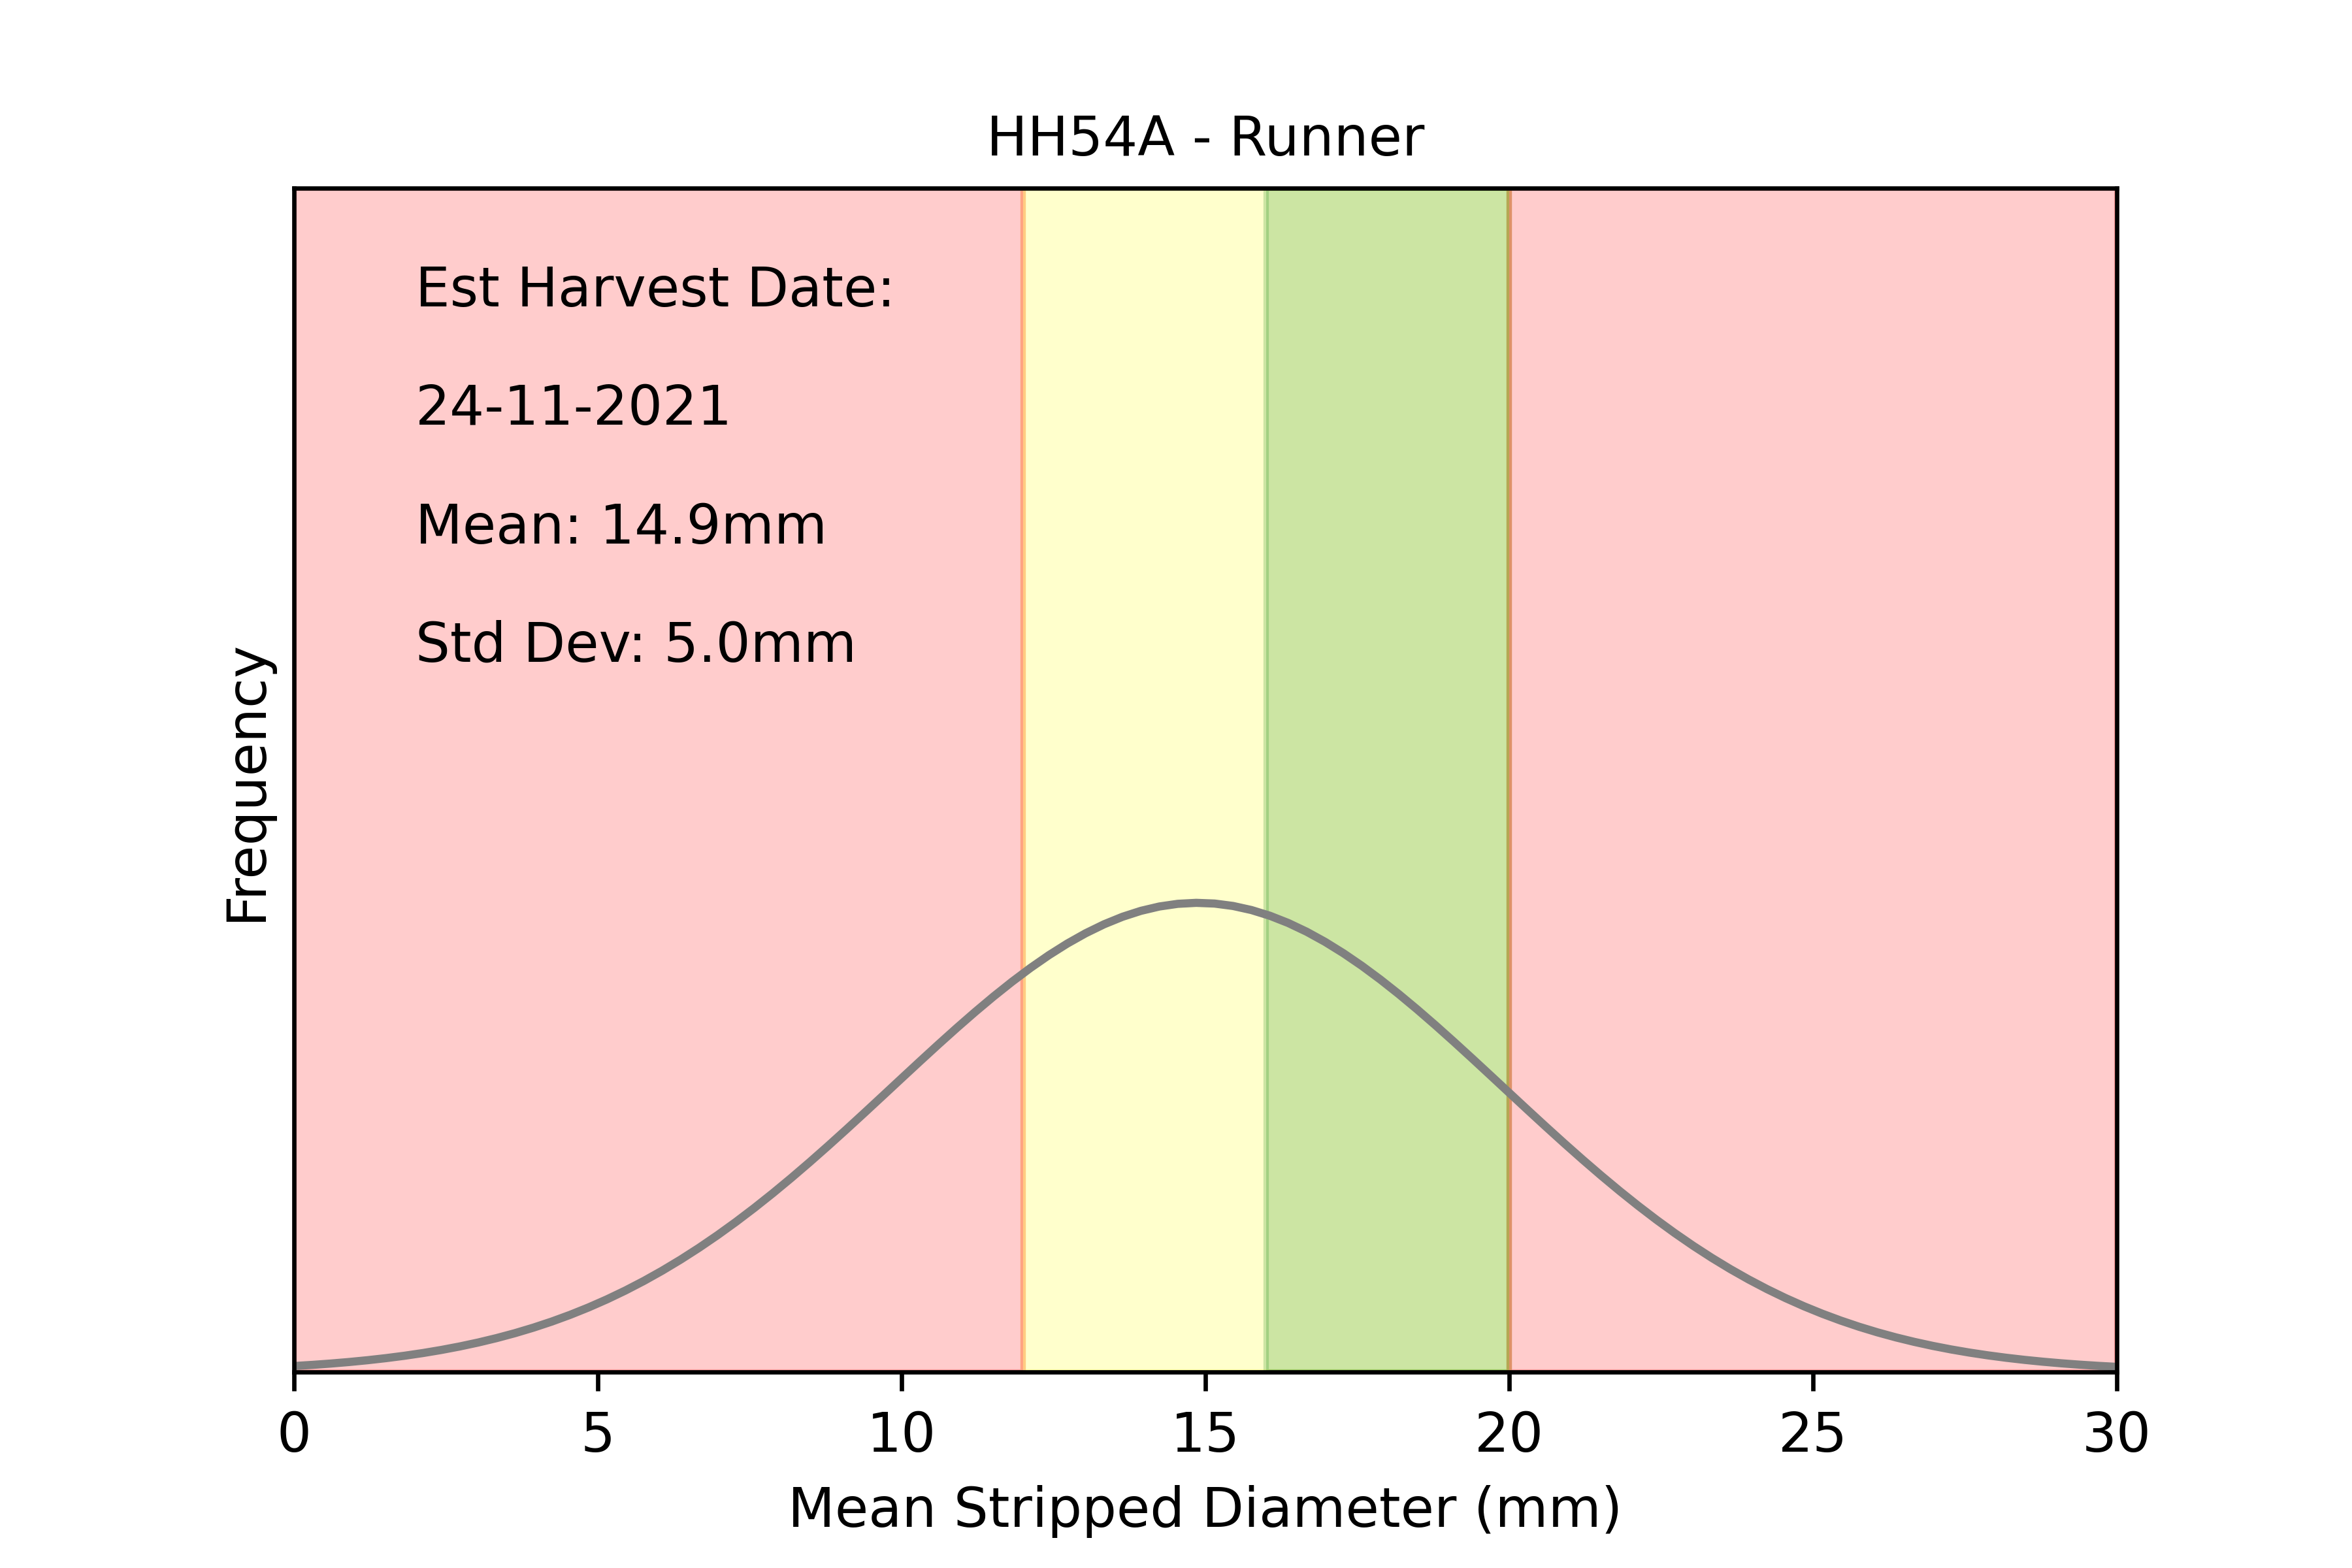 HH54A - Runner
Est Harvest Date:
24-11-2021
Mean: 14.9mm
Std Dev: 5.0mm
Frequency
0 5 10 15 20 25 30
Mean Stripped Diameter (mm)